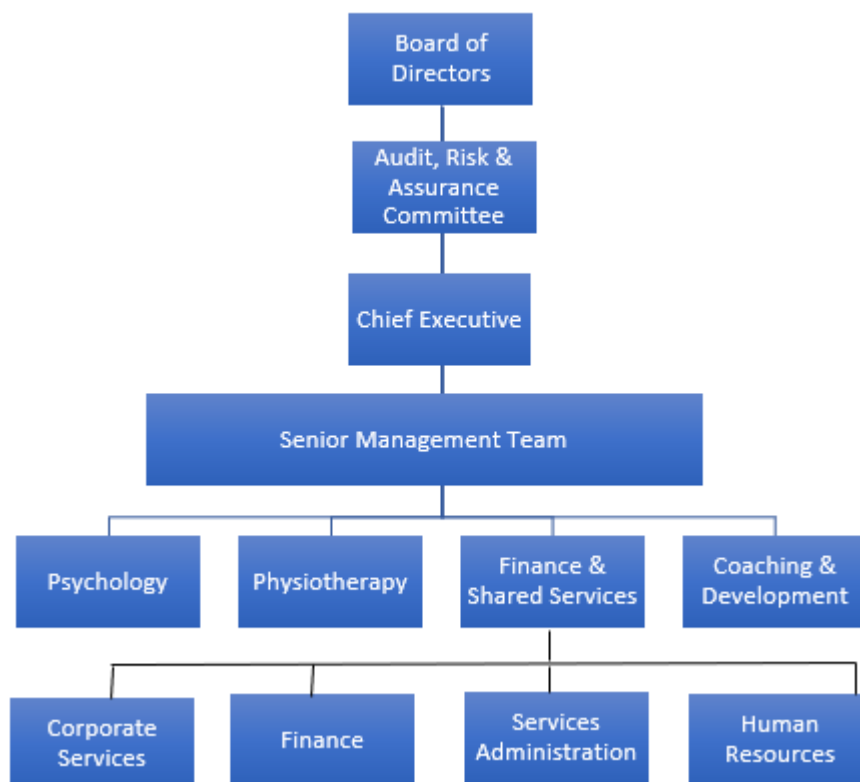 Board of
Directors
Audit, Risk &
Assurance
Committee
Chief Executive
Senior Management Team
Psychology
Physiotherapy
Finance &
Shared Services
Coaching &
Development
Corporate
Services
Finance
Services
Administration
Human
Resources